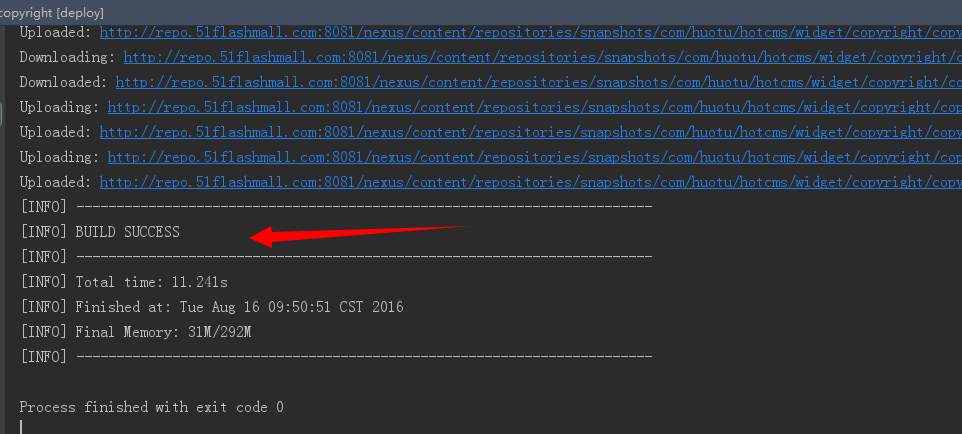 copyright [deploy]
Uploaded: http://repo.51flashmall.com:8081/nexus/content/repositories/snapshots/com/huotu/hotcms/widget/copyright/cop
Downloading: http://repo.51flashmall.com:8081/nexus/content/repositories/snapshots/com/huotu/hotcms/widget/copyright/c
Downloaded: http://repo.51flashmall.com:8081/nexus/content/repositories/snapshots/com/huotu/hotcms/widget/copyright/co
Uploading: http://repo.51flashmall.com:8081/nexus/content/repositories/snapshots/com/huotu/hotcms/widget/copyright/cop
Uploaded: http://repo.51flashmall.com:8081/nexus/content/repositories/snapshots/com/huotu/hotcms/widget/copyright/copy
Uploading: http://repo.51flashmall.com:8081/nexus/content/repositories/snapshots/com/huotu/hotcms/widget/copyright/cop
Uploaded: http://repo.51flashmall.com:8081/nexus/content/repositories/snapshots/com/huotu/hotcms/widget/copyright/copy
[INFO] ------------------------------------------------------------------------
[INFO] BUILD SUCCESS
[INFO] ------------------------------------------------------------------------
[INFO] Total time: 11.241s
[INFO] Finished at: Tue Aug 16 09:50:51 CST 2016
[INFO] Final Memory: 31M/292M
[INFO] ------------------------------------------------------------------------
Process finished with exit code 0